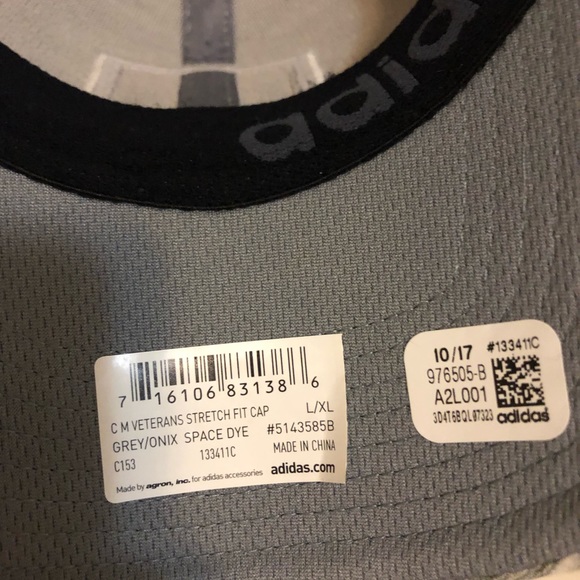 adidas
7 16106 83138 6
C M VETERANS STRETCH FIT CAP L/XL
GREY/ONIX SPACE DYE #5143585B
C153 133411C MADE IN CHINA
Made by agron, inc. for adidas accessories adidas.com
10/17 #133411C
976505-B
A2L001
3D4T6BQL07323 adidas